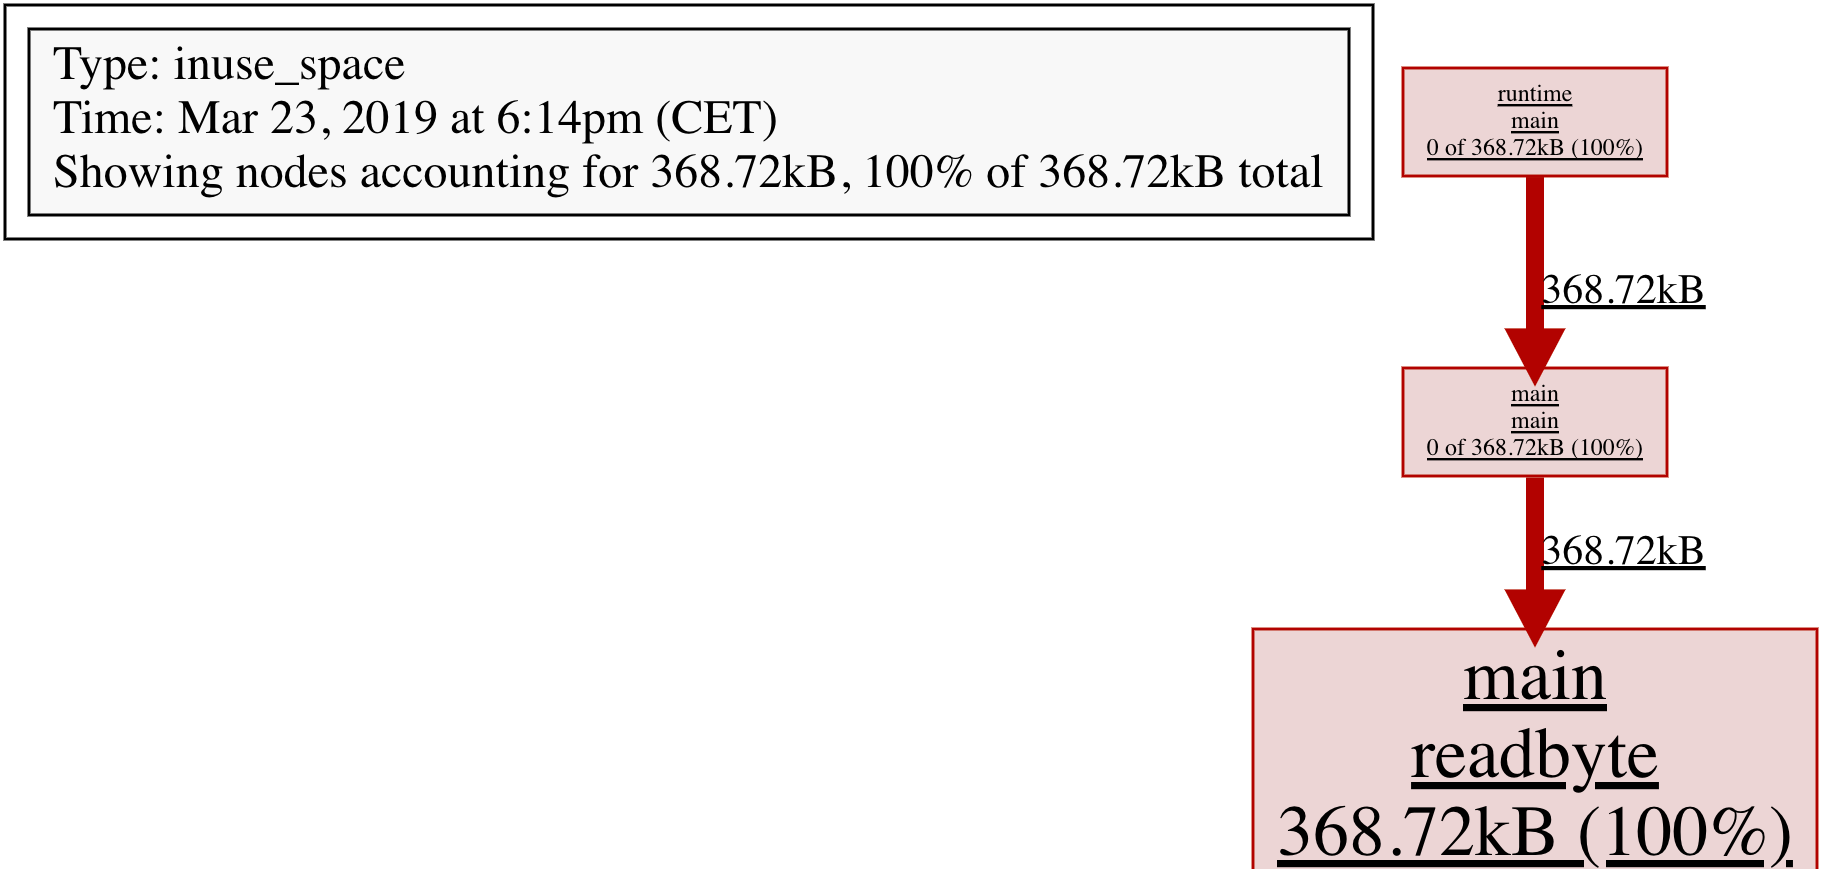 Type: inuse_space
Time: Mar 23, 2019 at 6:14pm (CET)
Showing nodes accounting for 368.72kB, 100% of 368.72kB total
runtime
main
0 of 368.72kB (100%)
368.72kB
main
main
0 of 368.72kB (100%)
368.72kB
main
readbyte
368.72kB (100%)